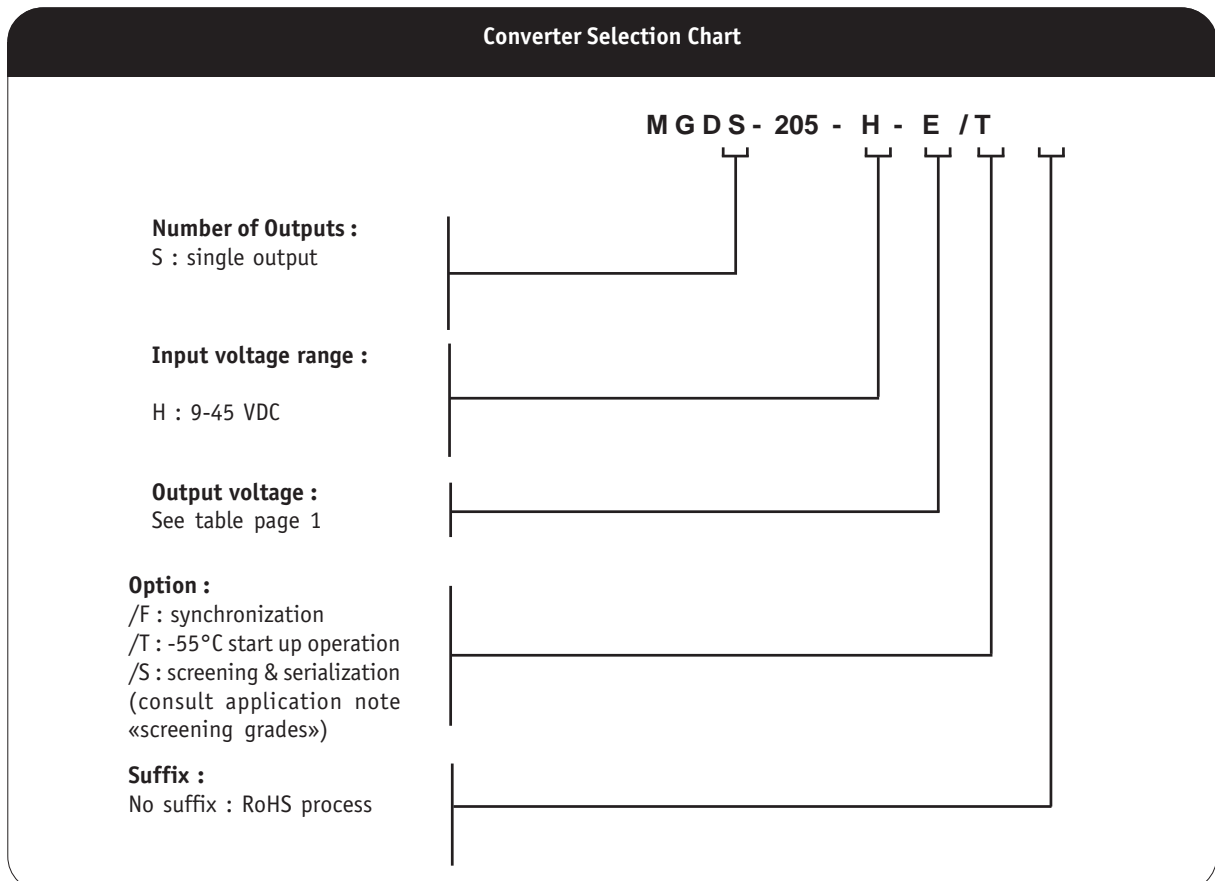 Converter Selection Chart
MGDS- 205 - H - E /T
Number of Outputs :
S : single output
Input voltage range :
H : 9-45 VDC
Output voltage :
See table page 1
Option :
/F : synchronization
/T : -55°C start up operation
/S : screening & serialization
(consult application note
«screening grades»)
Suffix :
No suffix : RoHS process